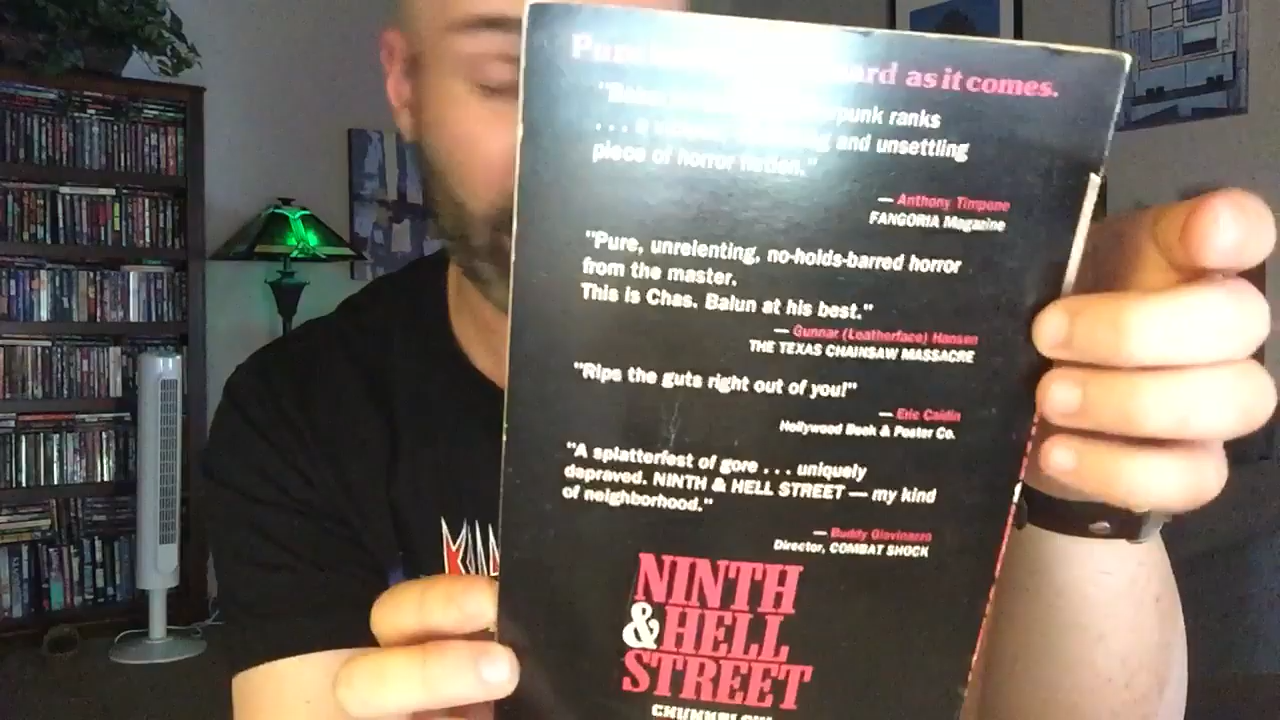 ard as it comes.
punk ranks
and unsettling
piece of horror fiction."
— Anthony Timpone
FANGORIA Magazine
"Pure, unrelenting, no-holds-barred horror
from the master.
This is Chas. Balun at his best."
— Gunnar (Leatherface) Hansen
THE TEXAS CHAINSAW MASSACRE
"Rips the guts right out of you!"
— Eric Caidin
Hollywood Book & Poster Co.
"A splatterfest of gore . . . uniquely
depraved. NINTH & HELL STREET — my kind
of neighborhood."
— Buddy Giovinazzo
Director, COMBAT SHOCK
NINTH
& HELL
STREET